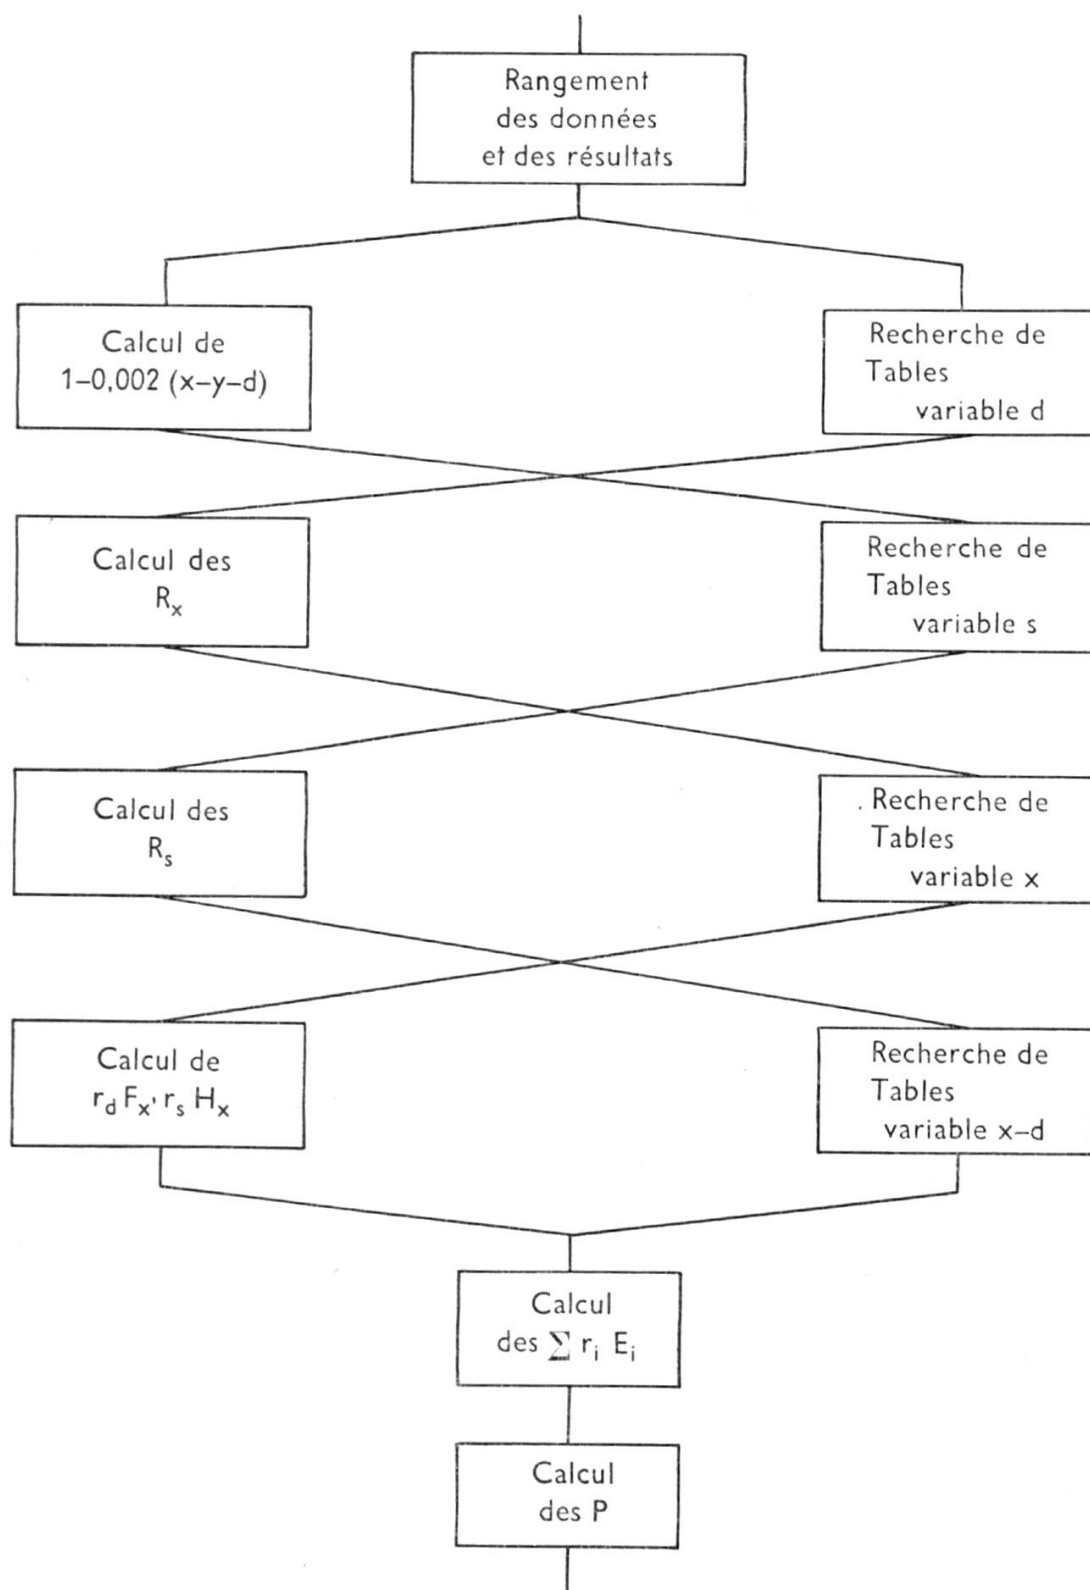 Rangement
des données
et des résultats
Calcul de
1–0,002 (x–y–d)
Recherche de
Tables
variable d
Calcul des
Rₓ
Recherche de
Tables
variable s
Calcul des
Rₛ
. Recherche de
Tables
variable x
Calcul de
r_d Fₓ, rₛ Hₓ
Recherche de
Tables
variable x–d
Calcul
des ∑ rᵢ Eᵢ
Calcul
des P